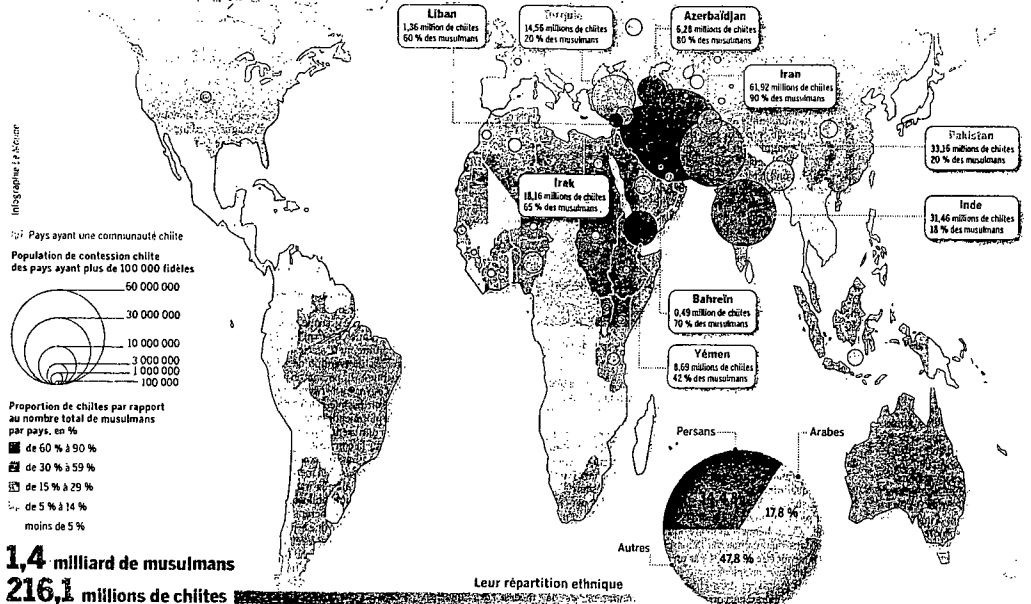 Liban
1,36 million de chiites
60 % des musulmans
Turquie
14,56 millions de chiites
20 % des musulmans
Azerbaïdjan
6,28 millions de chiites
80 % des musulmans
Iran
61,92 millions de chiites
90 % des musulmans
Pakistan
33,16 millions de chiites
20 % des musulmans
Irak
18,16 millions de chiites
65 % des musulmans
Inde
31,46 millions de chiites
18 % des musulmans
Bahreïn
0,49 million de chiites
70 % des musulmans
Yémen
8,69 millions de chiites
42 % des musulmans
Infographie Le Monde
Pays ayant une communauté chiite
Population de confession chiite
des pays ayant plus de 100 000 fidèles
60 000 000
30 000 000
10 000 000
3 000 000
1 000 000
100 000
Proportion de chiites par rapport
au nombre total de musulmans
par pays, en %
de 60 % à 90 %
de 30 % à 59 %
de 15 % à 29 %
de 5 % à 14 %
moins de 5 %
1,4 milliard de musulmans
216,1 millions de chiites
Leur répartition ethnique
Persans
Arabes
17,8 %
Autres
47,8 %